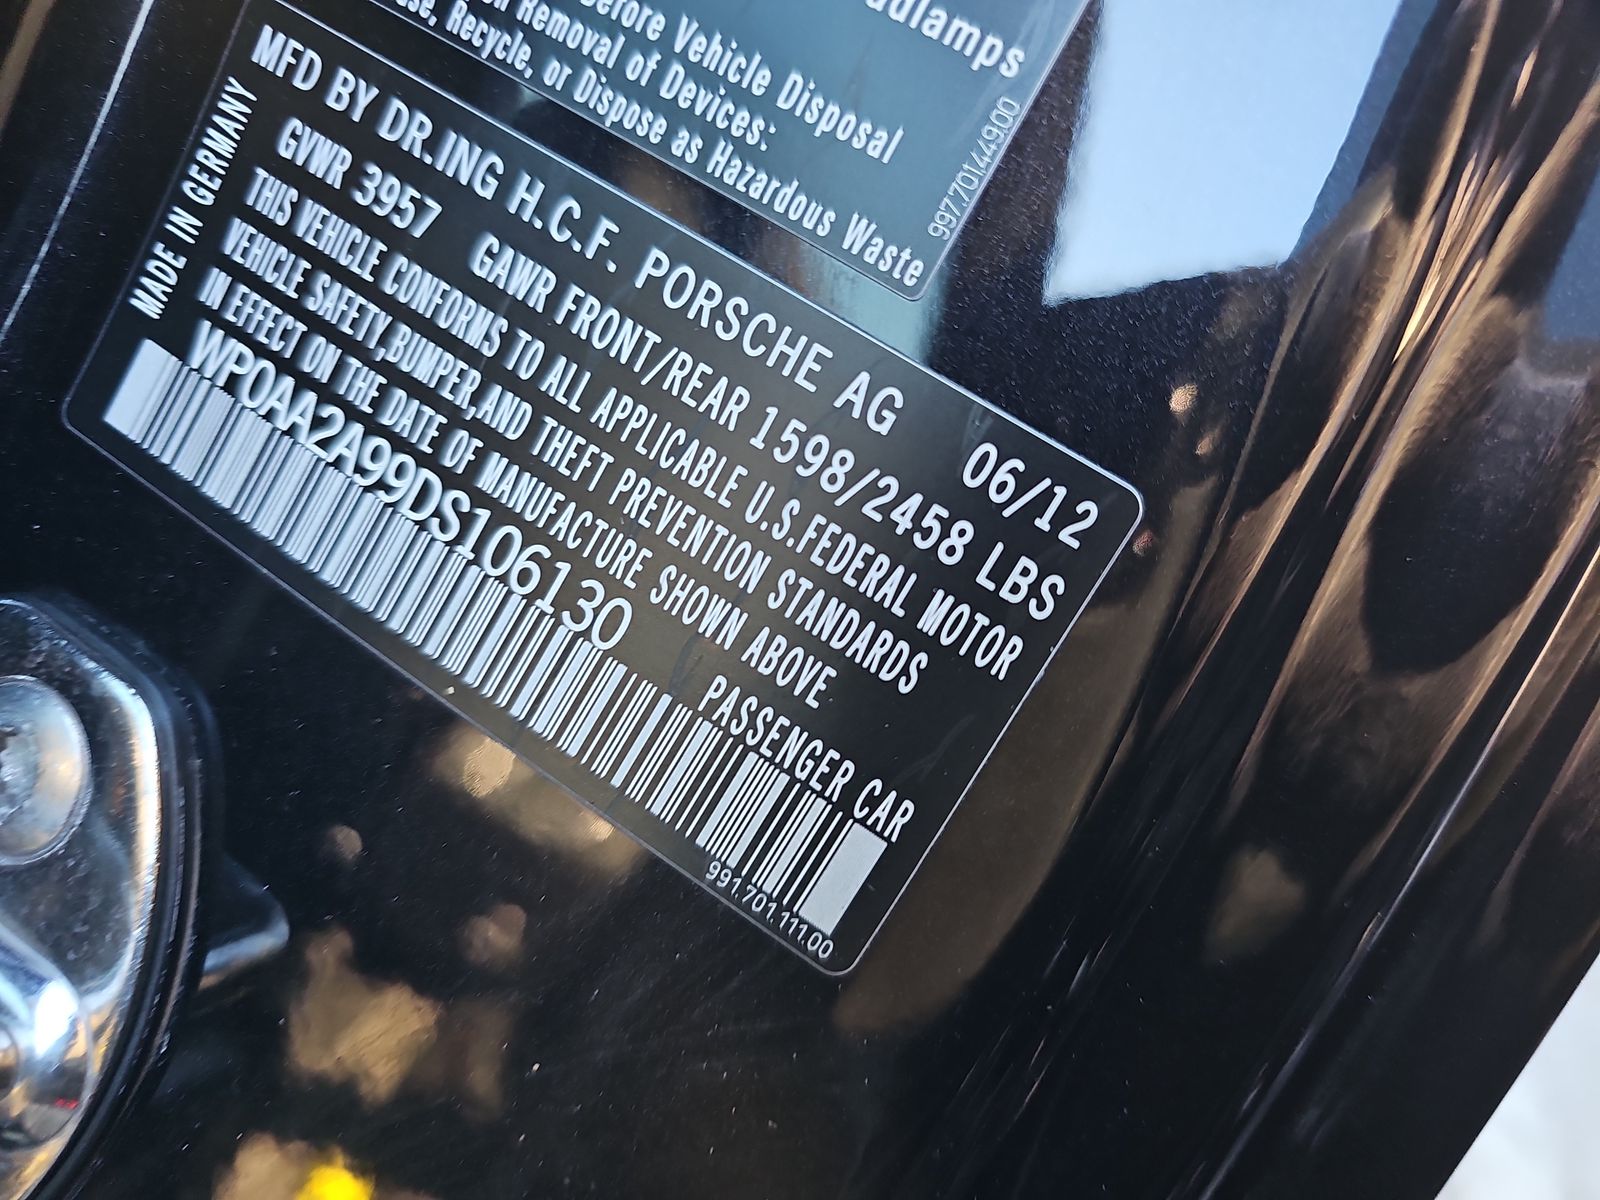 adlamps
Before Vehicle Disposal
Removal of Devices:
Recycle, or Dispose as Hazardous Waste
997.701.449.00
MFD BY DR.ING H.C.F. PORSCHE AG 06/12
GVWR 3957 GAWR FRONT/REAR 1598/2458 LBS
THIS VEHICLE CONFORMS TO ALL APPLICABLE U.S.FEDERAL MOTOR
VEHICLE SAFETY,BUMPER,AND THEFT PREVENTION STANDARDS
IN EFFECT ON THE DATE OF MANUFACTURE SHOWN ABOVE
WP0AA2A99DS106130 PASSENGER CAR
991.701.111.00
MADE IN GERMANY